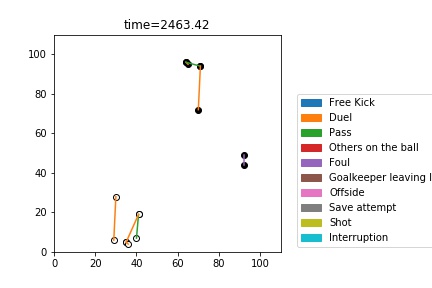 time=2463.42
100
80
60
40
20
0
0 20 40 60 80 100
Free Kick
Duel
Pass
Others on the ball
Foul
Goalkeeper leaving l
Offside
Save attempt
Shot
Interruption